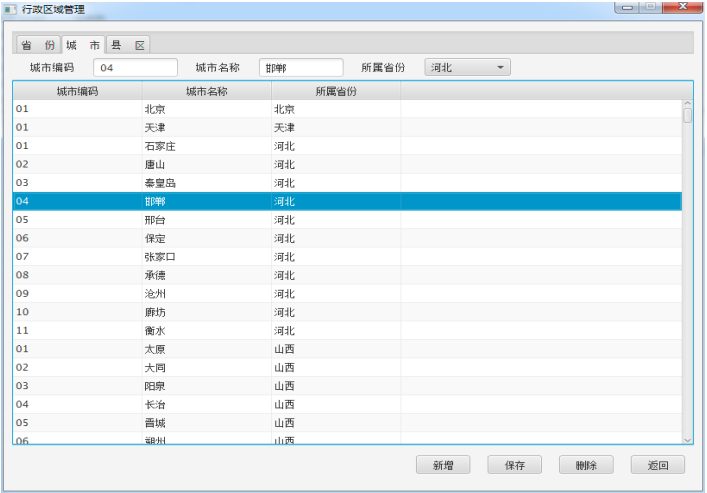 行政区域管理
省 份 城 市 县 区
城市编码 04 城市名称 邯郸 所属省份 河北
城市编码 城市名称 所属省份
01 北京 北京
01 天津 天津
01 石家庄 河北
02 唐山 河北
03 秦皇岛 河北
04 邯郸 河北
05 邢台 河北
06 保定 河北
07 张家口 河北
08 承德 河北
09 沧州 河北
10 廊坊 河北
11 衡水 河北
01 太原 山西
02 大同 山西
03 阳泉 山西
04 长治 山西
05 晋城 山西
06 朔州 山西
新增 保存 删除 返回